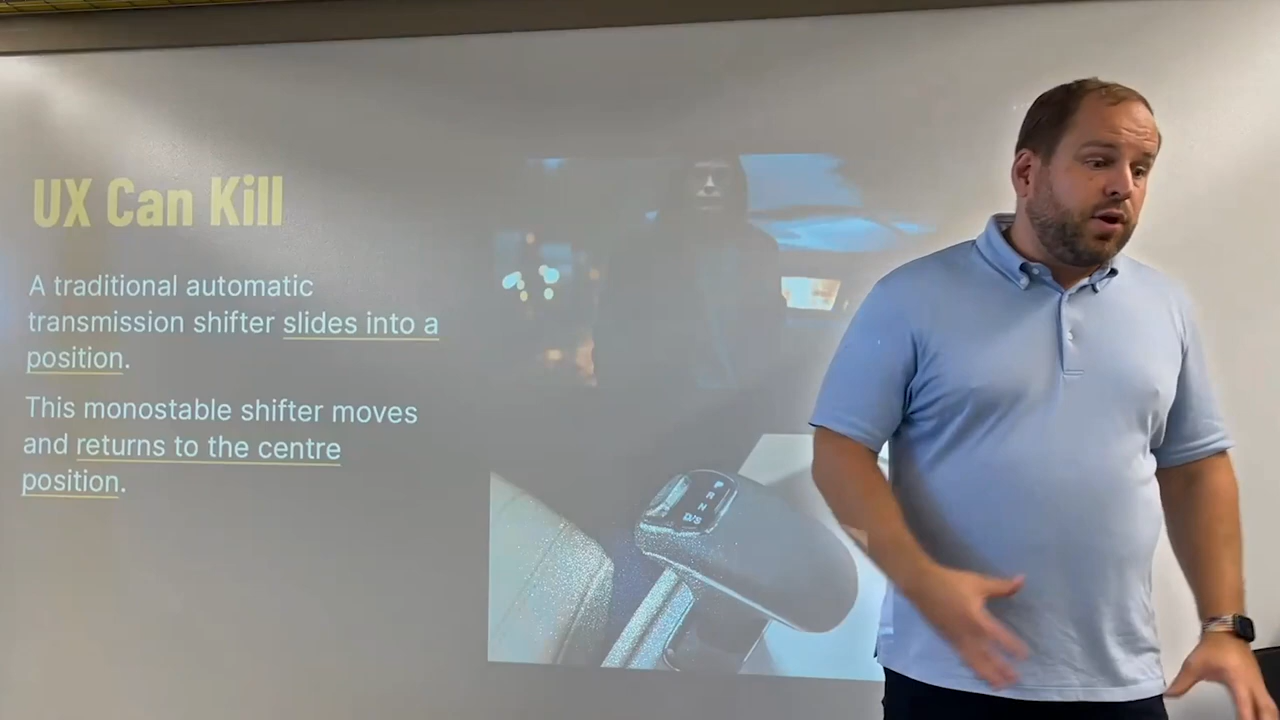 UX Can Kill
A traditional automatic
transmission shifter slides into a
position.
This monostable shifter moves
and returns to the centre
position.
P
R
N
D/S